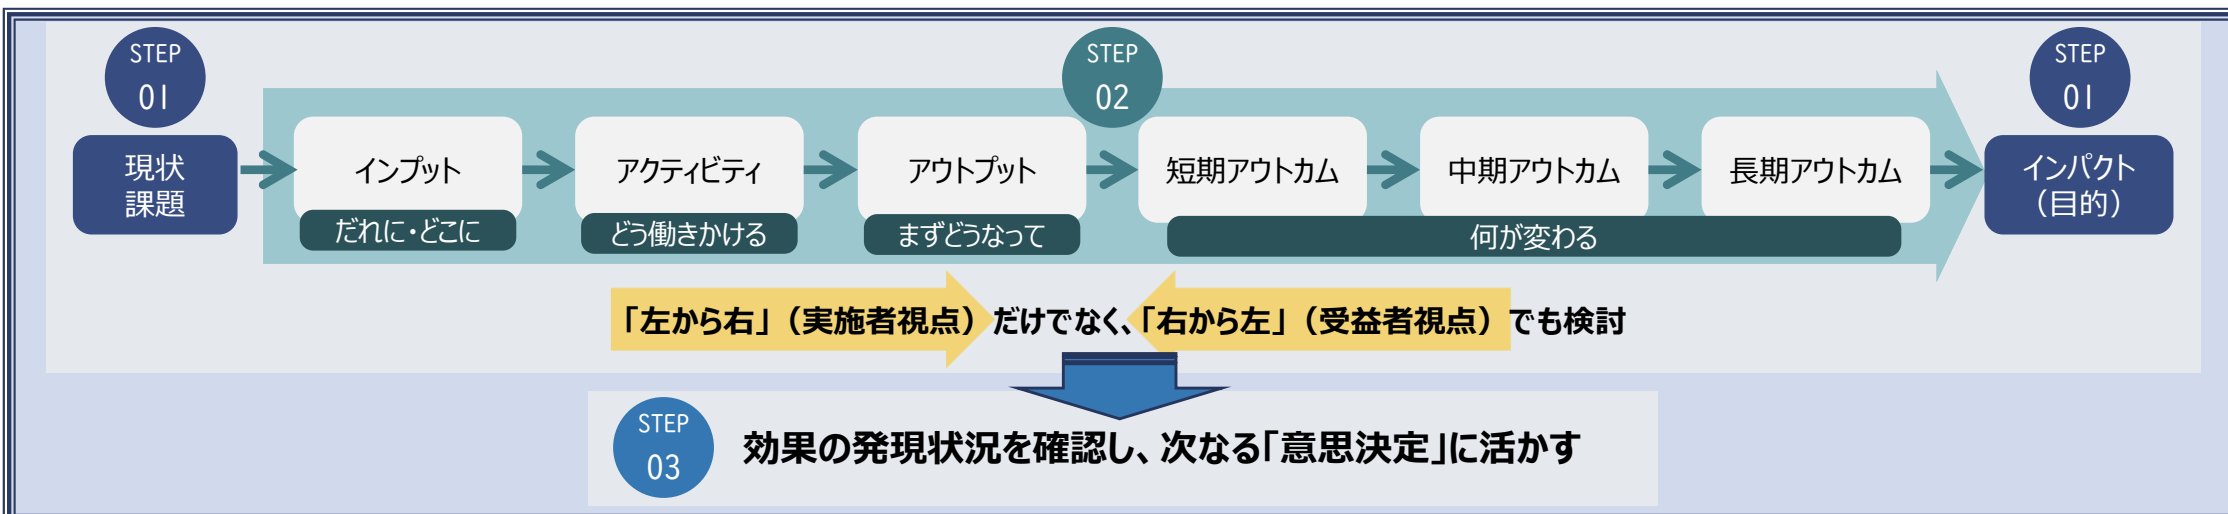 STEP
01
現状
課題
STEP
02
インプット
アクティビティ
アウトプット
短期アウトカム
中期アウトカム
長期アウトカム
だれに・どこに
どう働きかける
まずどうなって
何が変わる
STEP
01
インパクト
（目的）
「左から右」（実施者視点）だけでなく、「右から左」（受益者視点）でも検討
STEP
03
効果の発現状況を確認し、次なる「意思決定」に活かす